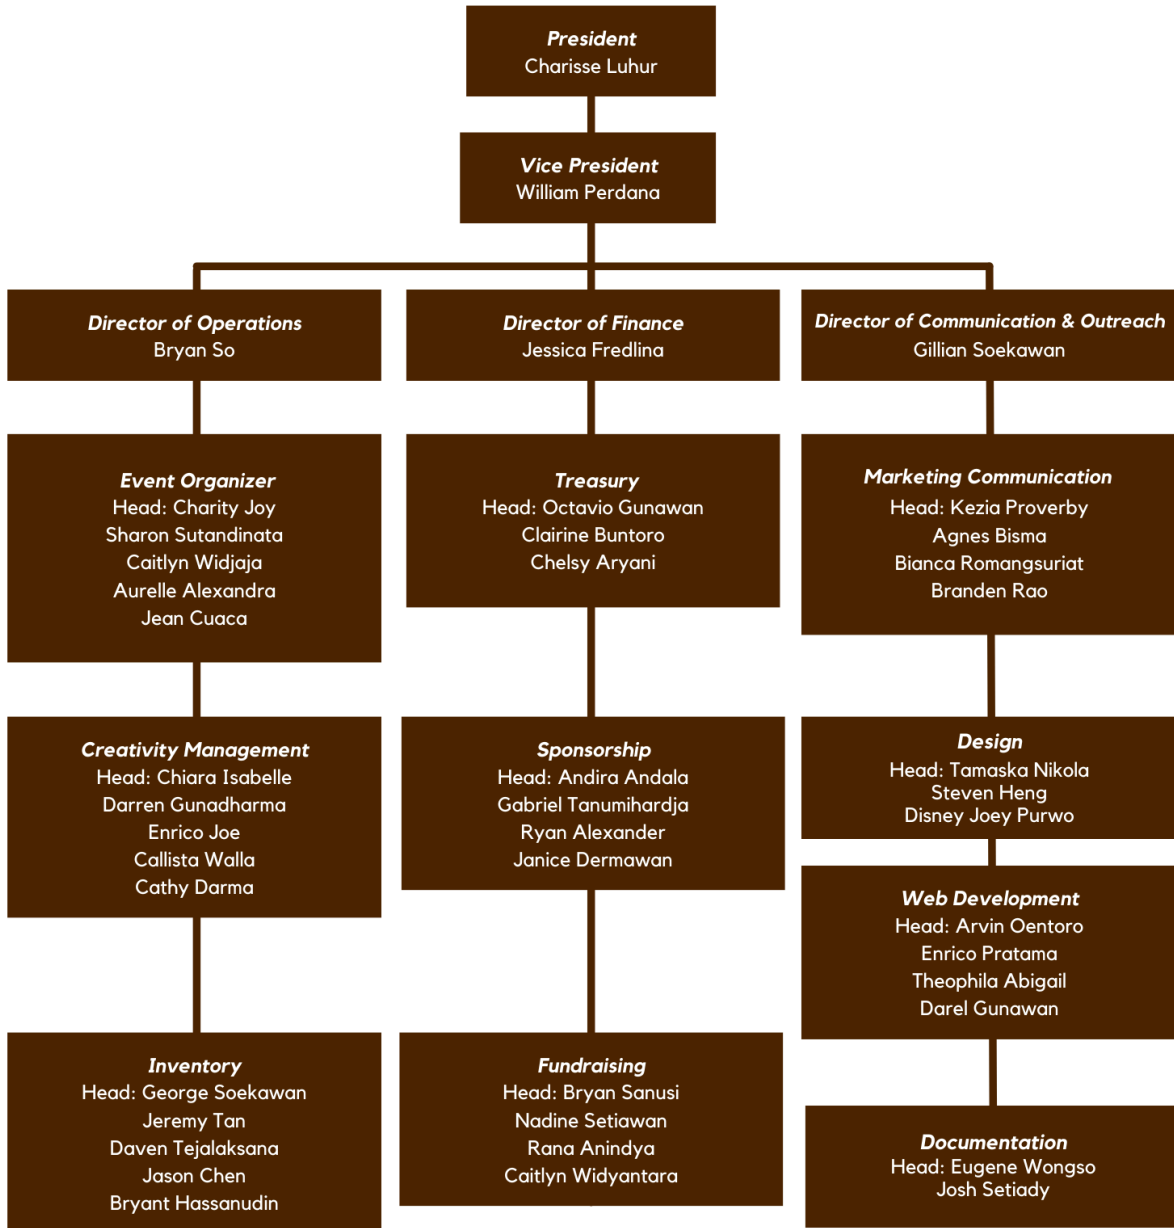 President
Charisse Luhur
Vice President
William Perdana
Director of Operations
Bryan So
Director of Finance
Jessica Fredlina
Director of Communication & Outreach
Gillian Soekawan
Event Organizer
Head: Charity Joy
Sharon Sutandinata
Caitlyn Widjaja
Aurelle Alexandra
Jean Cuaca
Treasury
Head: Octavio Gunawan
Clairine Buntoro
Chelsy Aryani
Marketing Communication
Head: Kezia Proverby
Agnes Bisma
Bianca Romangsuriat
Branden Rao
Creativity Management
Head: Chiara Isabelle
Darren Gunadharma
Enrico Joe
Callista Walla
Cathy Darma
Sponsorship
Head: Andira Andala
Gabriel Tanumihardja
Ryan Alexander
Janice Dermawan
Design
Head: Tamaska Nikola
Steven Heng
Disney Joey Purwo
Web Development
Head: Arvin Oentoro
Enrico Pratama
Theophila Abigail
Darel Gunawan
Inventory
Head: George Soekawan
Jeremy Tan
Daven Tejalaksana
Jason Chen
Bryant Hassanudin
Fundraising
Head: Bryan Sanusi
Nadine Setiawan
Rana Anindya
Caitlyn Widyantara
Documentation
Head: Eugene Wongso
Josh Setiady